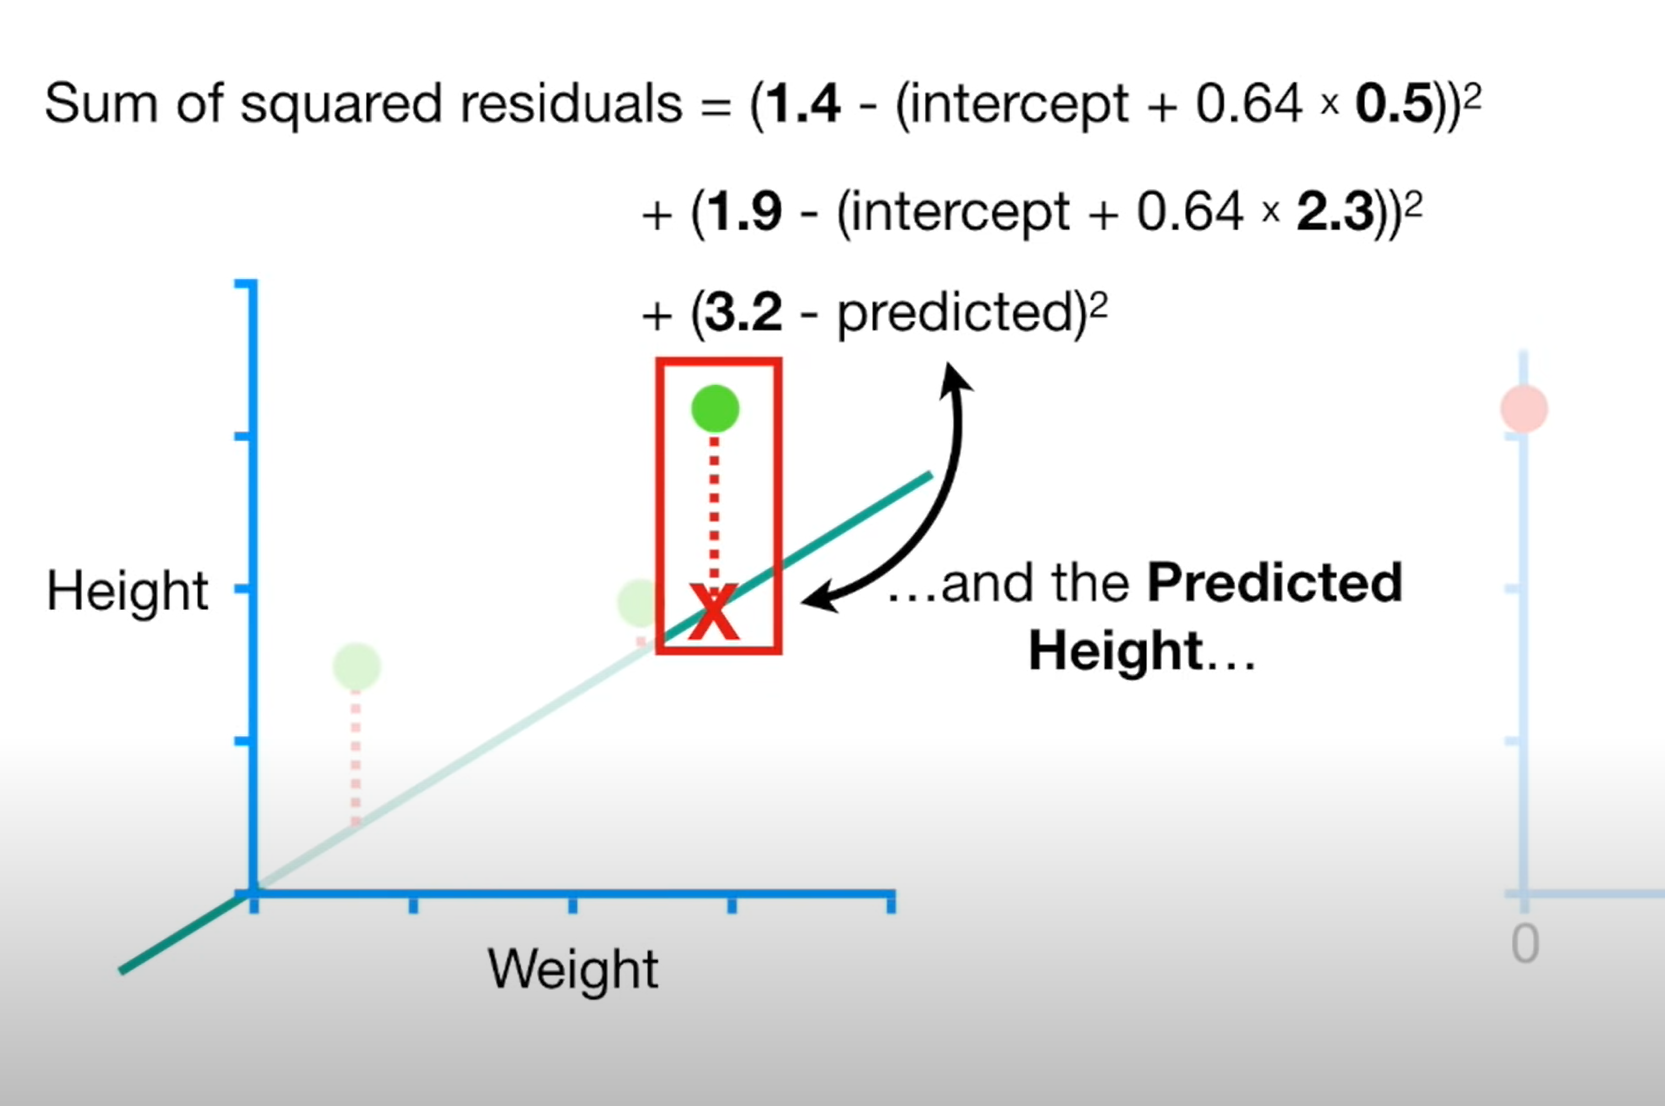 Sum of squared residuals = (1.4 - (intercept + 0.64 x 0.5))²
+ (1.9 - (intercept + 0.64 x 2.3))²
+ (3.2 - predicted)²
Height
X
…and the Predicted
Height…
Weight
0